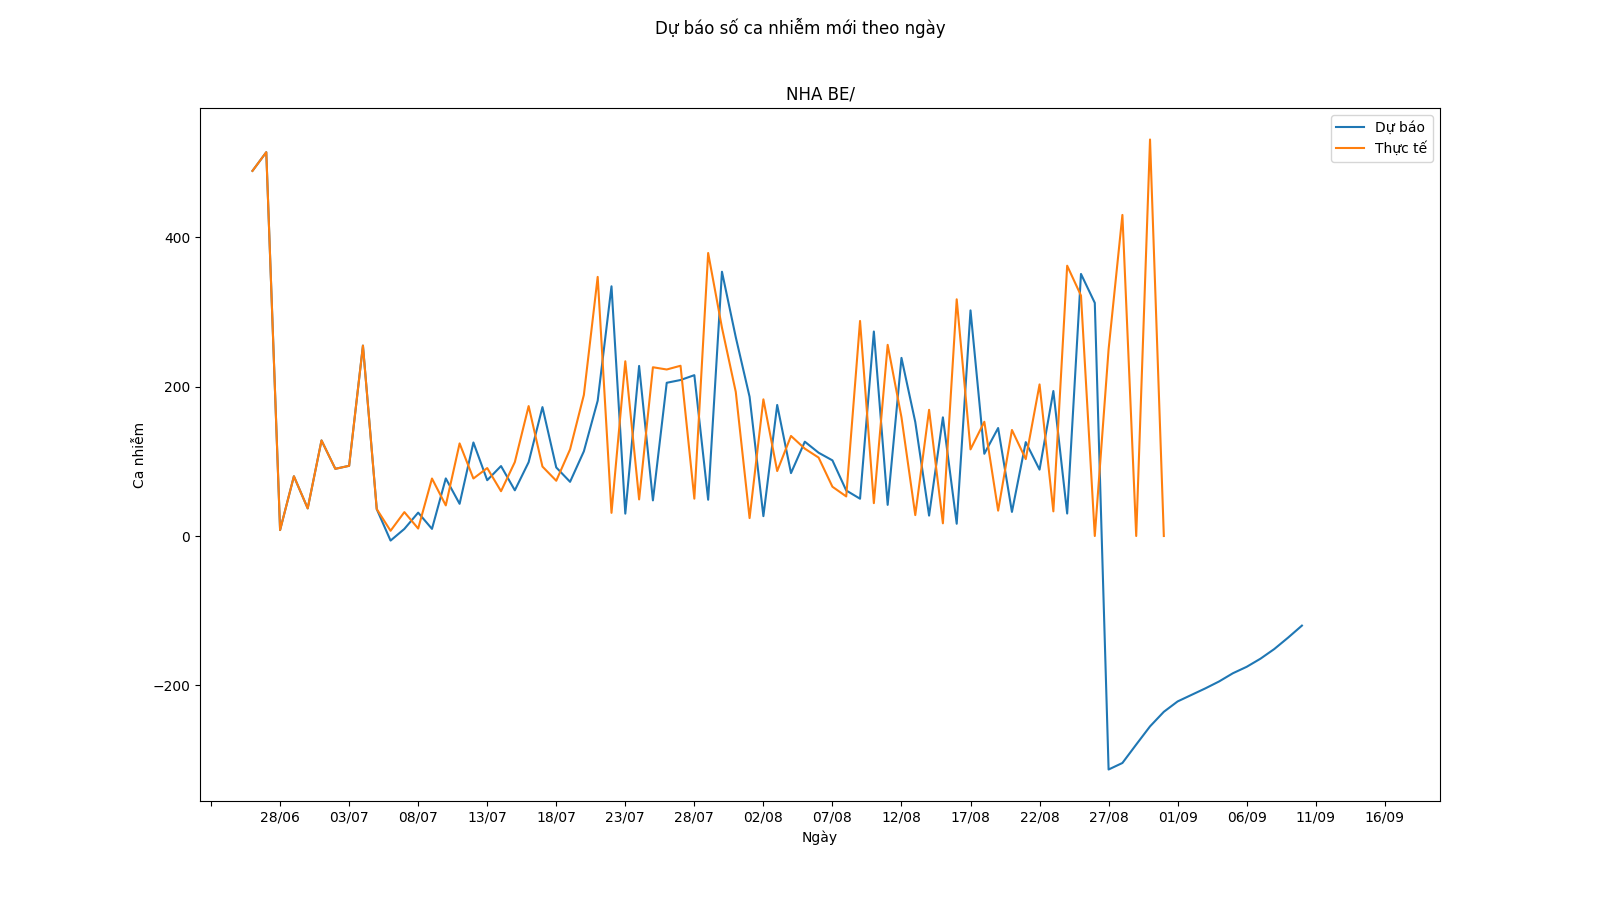 Dự báo số ca nhiễm mới theo ngày
NHA BE/
Dự báo
Thực tế
Ca nhiễm
400
200
0
−200
28/06 03/07 08/07 13/07 18/07 23/07 28/07 02/08 07/08 12/08 17/08 22/08 27/08 01/09 06/09 11/09 16/09
Ngày